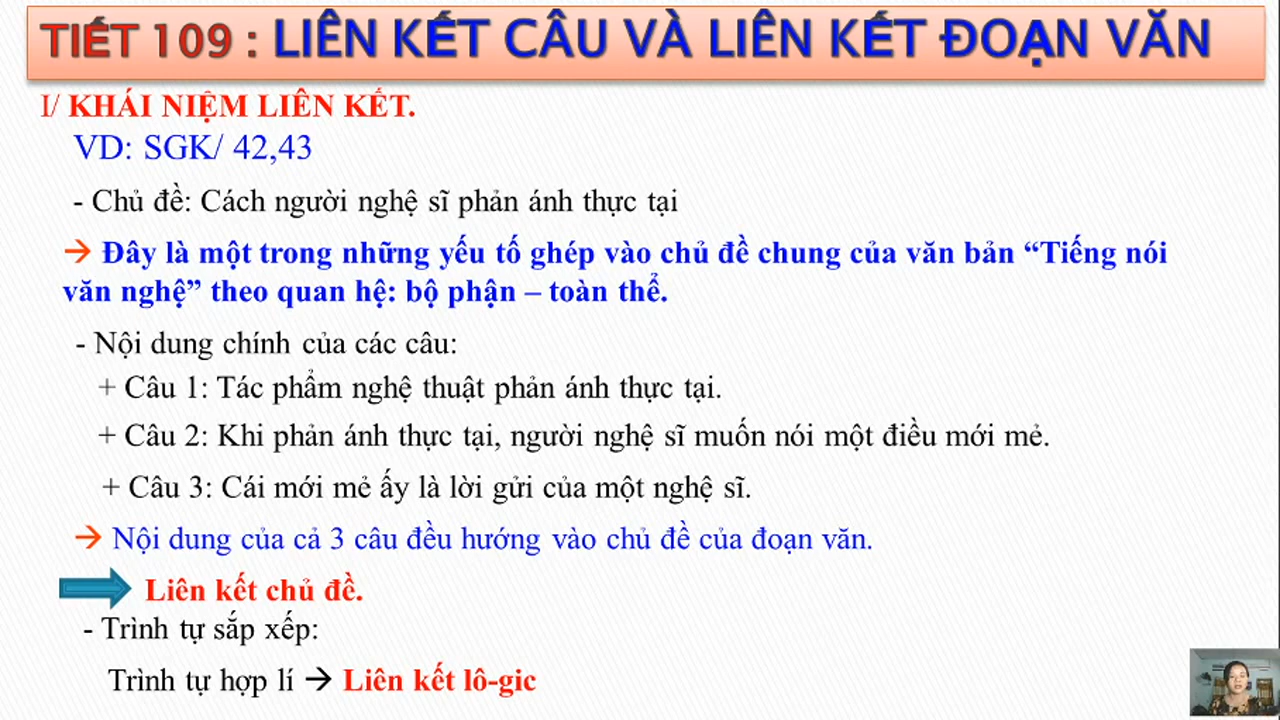 TIẾT 109 : LIÊN KẾT CÂU VÀ LIÊN KẾT ĐOẠN VĂN
I/ KHÁI NIỆM LIÊN KẾT.
VD: SGK/ 42,43
- Chủ đề: Cách người nghệ sĩ phản ánh thực tại
→ Đây là một trong những yếu tố ghép vào chủ đề chung của văn bản “Tiếng nói
văn nghệ” theo quan hệ: bộ phận – toàn thể.
- Nội dung chính của các câu:
+ Câu 1: Tác phẩm nghệ thuật phản ánh thực tại.
+ Câu 2: Khi phản ánh thực tại, người nghệ sĩ muốn nói một điều mới mẻ.
+ Câu 3: Cái mới mẻ ấy là lời gửi của một nghệ sĩ.
→ Nội dung của cả 3 câu đều hướng vào chủ đề của đoạn văn.
Liên kết chủ đề.
- Trình tự sắp xếp:
Trình tự hợp lí → Liên kết lô-gic